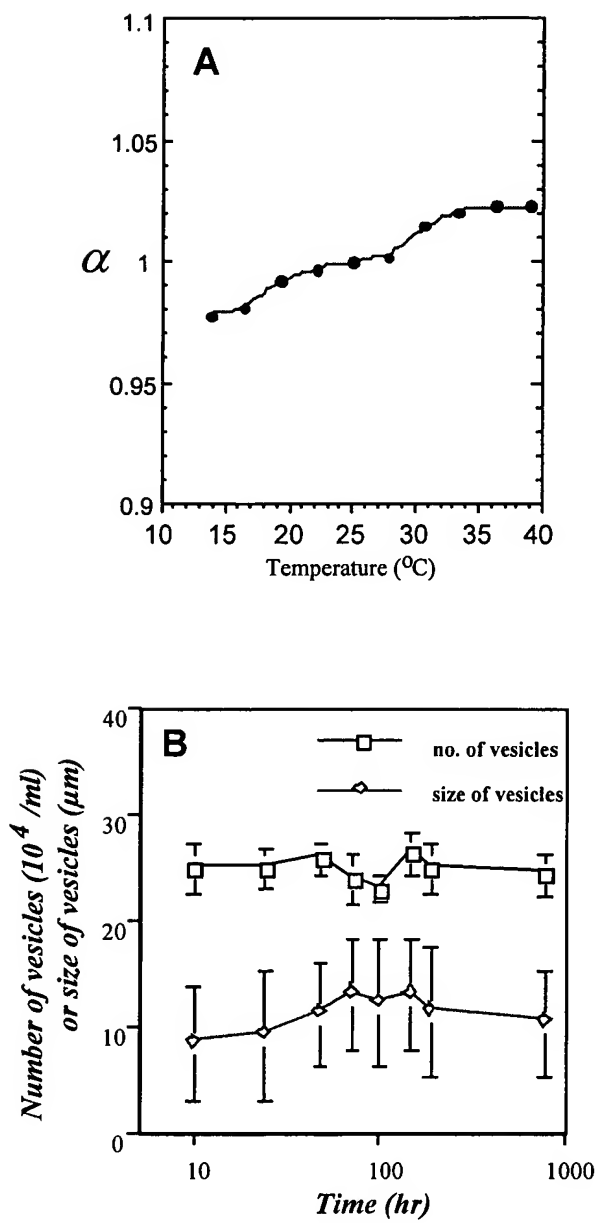 1.1
A
1.05
α
1
0.95
0.9
10 15 20 25 30 35 40
Temperature (°C)
40
B
no. of vesicles
size of vesicles
30
20
10
0
Number of vesicles (10⁴ /ml)
or size of vesicles (μm)
10 100 1000
Time (hr)